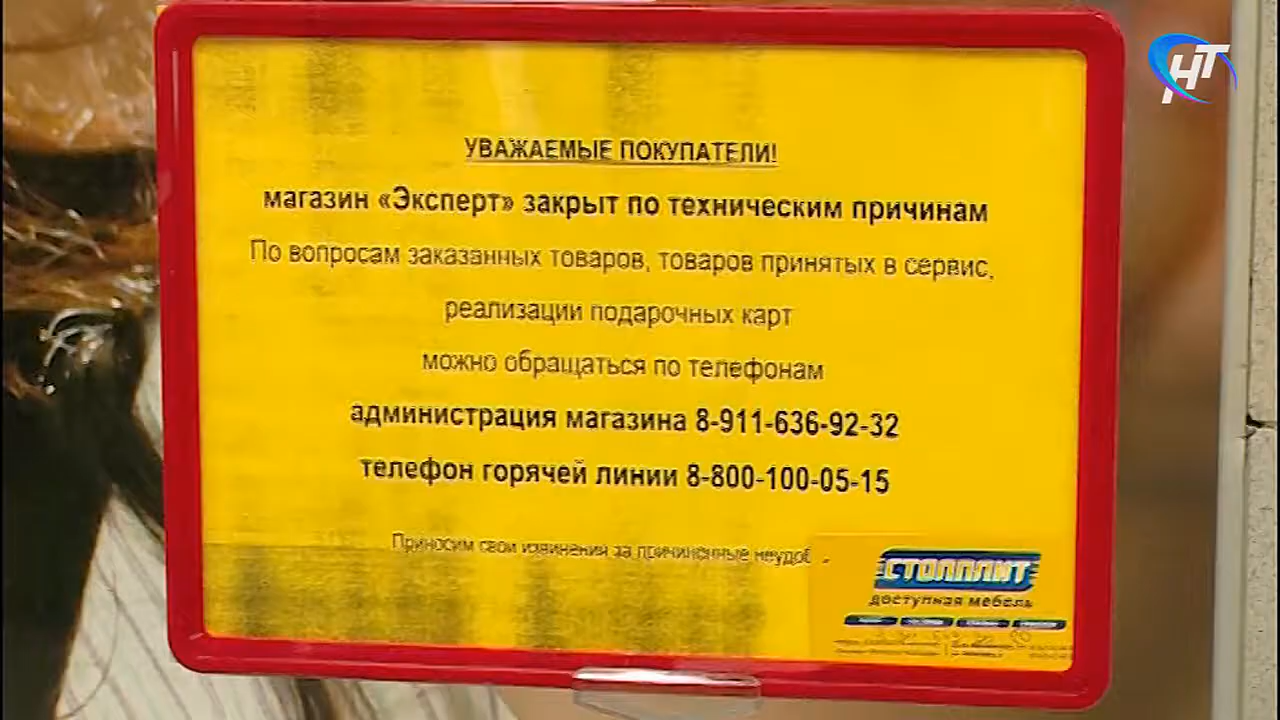 НТ
УВАЖАЕМЫЕ ПОКУПАТЕЛИ!
магазин «Эксперт» закрыт по техническим причинам
По вопросам заказанных товаров, товаров принятых в сервис,
реализации подарочных карт
можно обращаться по телефонам
администрация магазина 8-911-636-92-32
телефон горячей линии 8-800-100-05-15
Приносим свои извинения за причиненные неудоб
СТОЛПЛИТ
доступная мебель